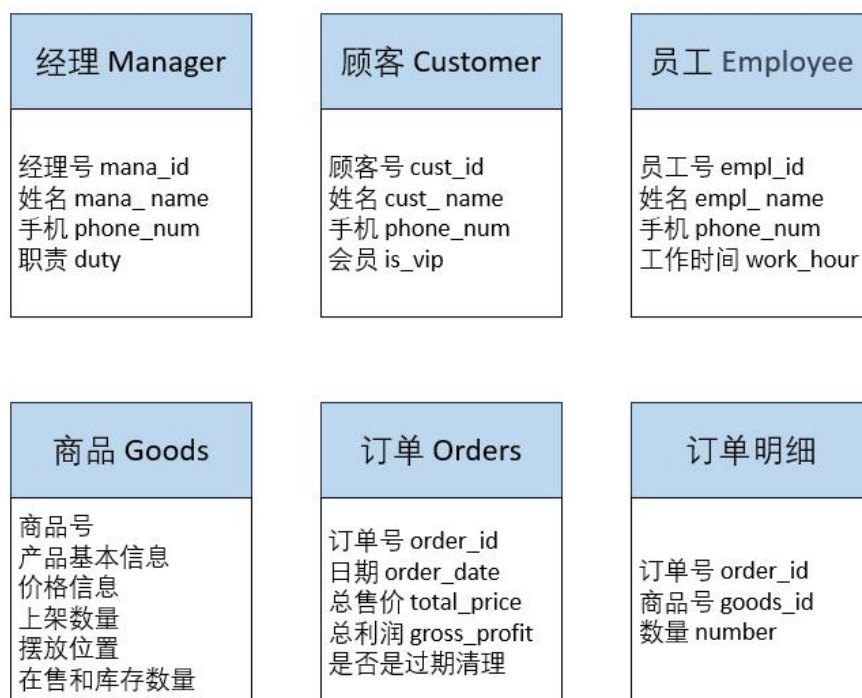 经理 Manager
经理号 mana_id
姓名 mana_ name
手机 phone_num
职责 duty
顾客 Customer
顾客号 cust_id
姓名 cust_ name
手机 phone_num
会员 is_vip
员工 Employee
员工号 empl_id
姓名 empl_ name
手机 phone_num
工作时间 work_hour
商品 Goods
商品号
产品基本信息
价格信息
上架数量
摆放位置
在售和库存数量
订单 Orders
订单号 order_id
日期 order_date
总售价 total_price
总利润 gross_profit
是否是过期清理
订单明细
订单号 order_id
商品号 goods_id
数量 number